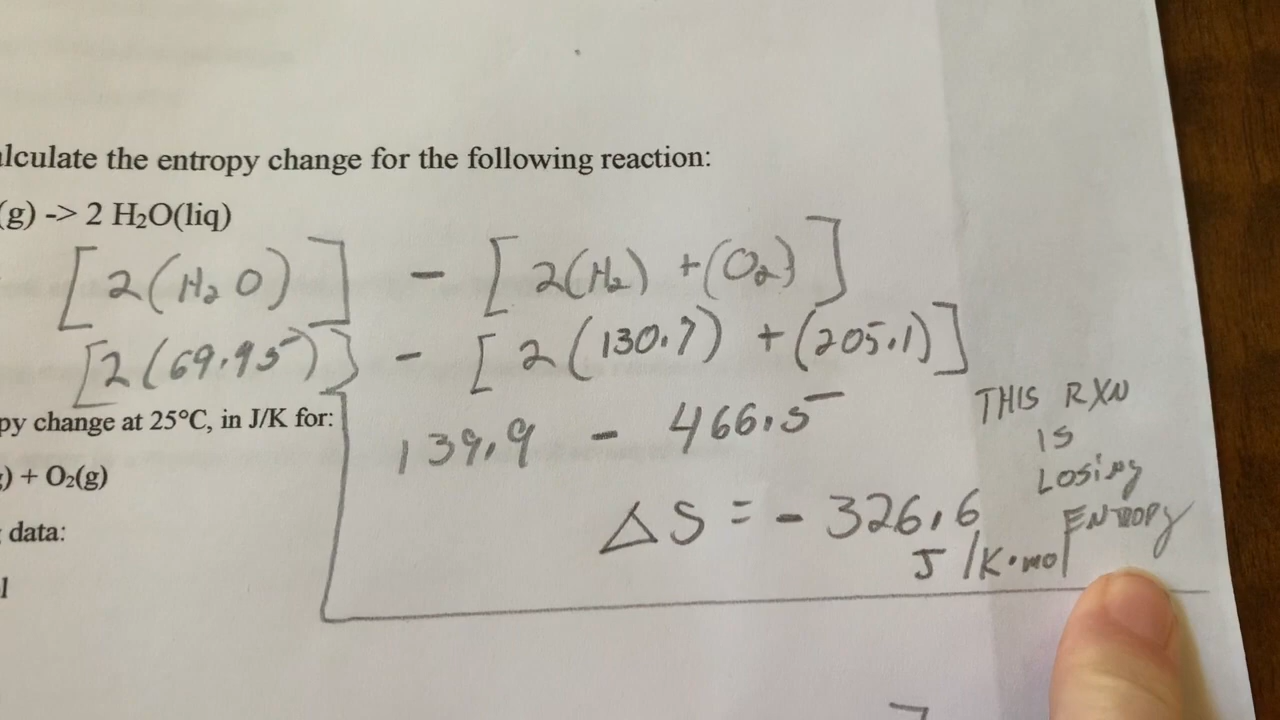 lculate the entropy change for the following reaction:
(g) -> 2 H₂O(liq)
[2(H₂O)] - [2(H₂) + (O₂)]
[2(69.95)] - [2(130.7) + (205.1)]
139.9 - 466.5
ΔS = - 326.6
J/K·mol
THIS RXN
IS
LOSING
ENTROPY
py change at 25°C, in J/K for:
) + O₂(g)
data:
l